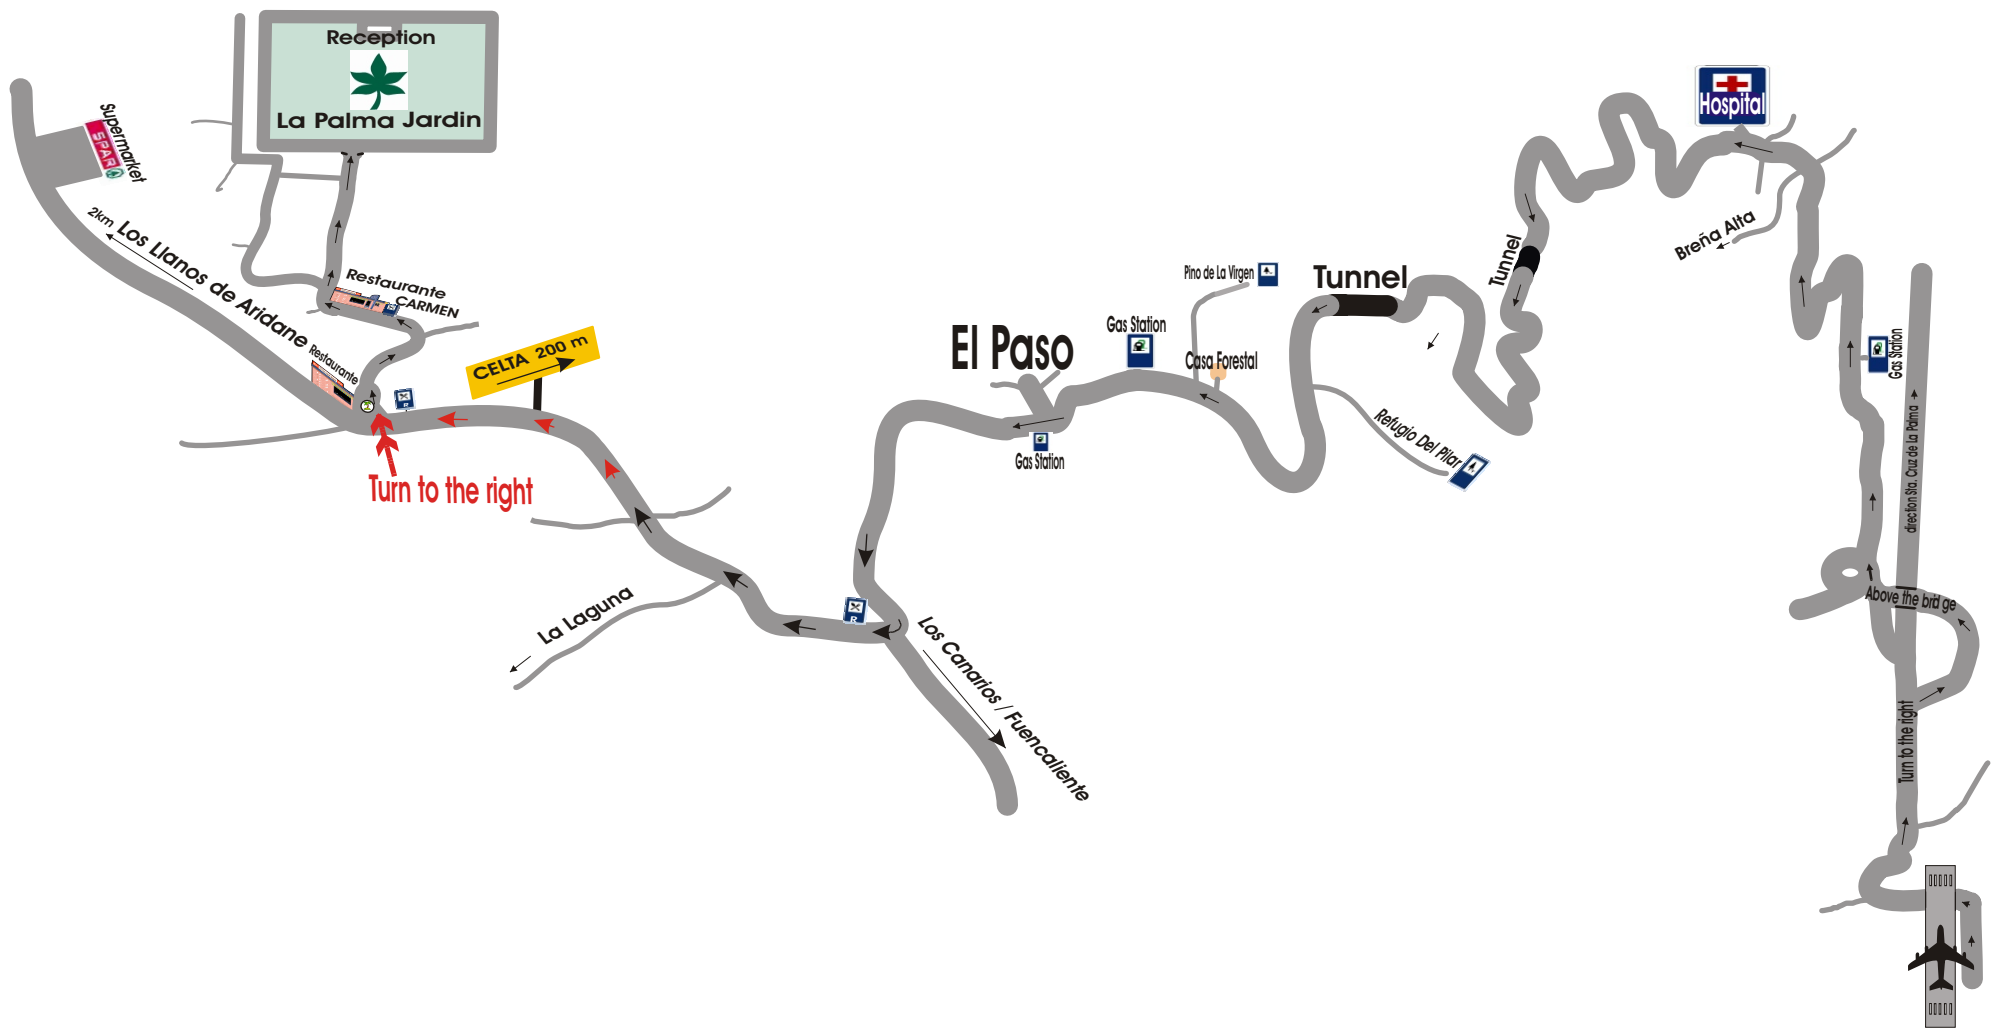 Reception
La Palma Jardin
Supermarket
SPAR
2km
Los Llanos de Aridane
Restaurante
CARMEN
Restaurante
R
CELTA 200 m
Turn to the right
La Laguna
R
Los Canarios / Fuencaliente
El Paso
Gas Station
Gas Station
Pino de La Virgen
Casa Forestal
Tunnel
Refugio Del Pilar
Tunnel
Hospital
Breña Alta
Gas Station
direction Sta. Cruz de La Palma
Above the bridge
Turn to the right